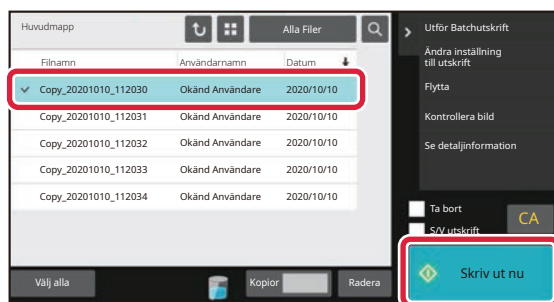 Huvudmapp
Alla Filer
Filnamn Användarnamn Datum
Copy_20201010_112030 Okänd Användare 2020/10/10
Copy_20201010_112031 Okänd Användare 2020/10/10
Copy_20201010_112032 Okänd Användare 2020/10/10
Copy_20201010_112033 Okänd Användare 2020/10/10
Copy_20201010_112034 Okänd Användare 2020/10/10
Välj alla
Kopior
Radera
Utför Batchutskrift
Ändra inställning
till utskrift
Flytta
Kontrollera bild
Se detaljinformation
Ta bort
S/V utskrift
CA
Skriv ut nu